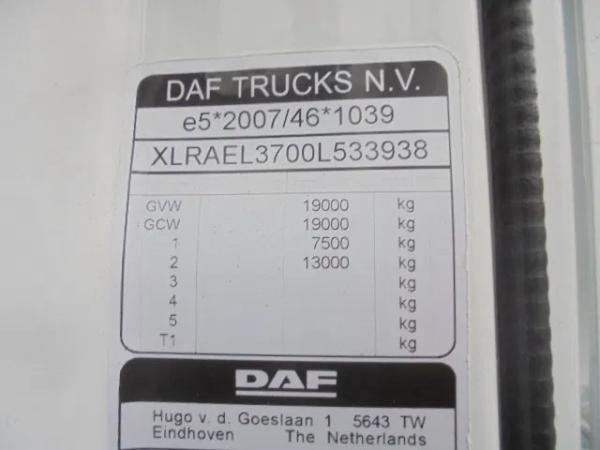 DAF TRUCKS N.V.
e5*2007/46*1039
XLRAEL3700L533938
GVW 19000 kg
GCW 19000 kg
1 7500 kg
2 13000 kg
3 kg
4 kg
5 kg
T1 kg
DAF
Hugo v. d. Goeslaan 1 5643 TW
Eindhoven The Netherlands